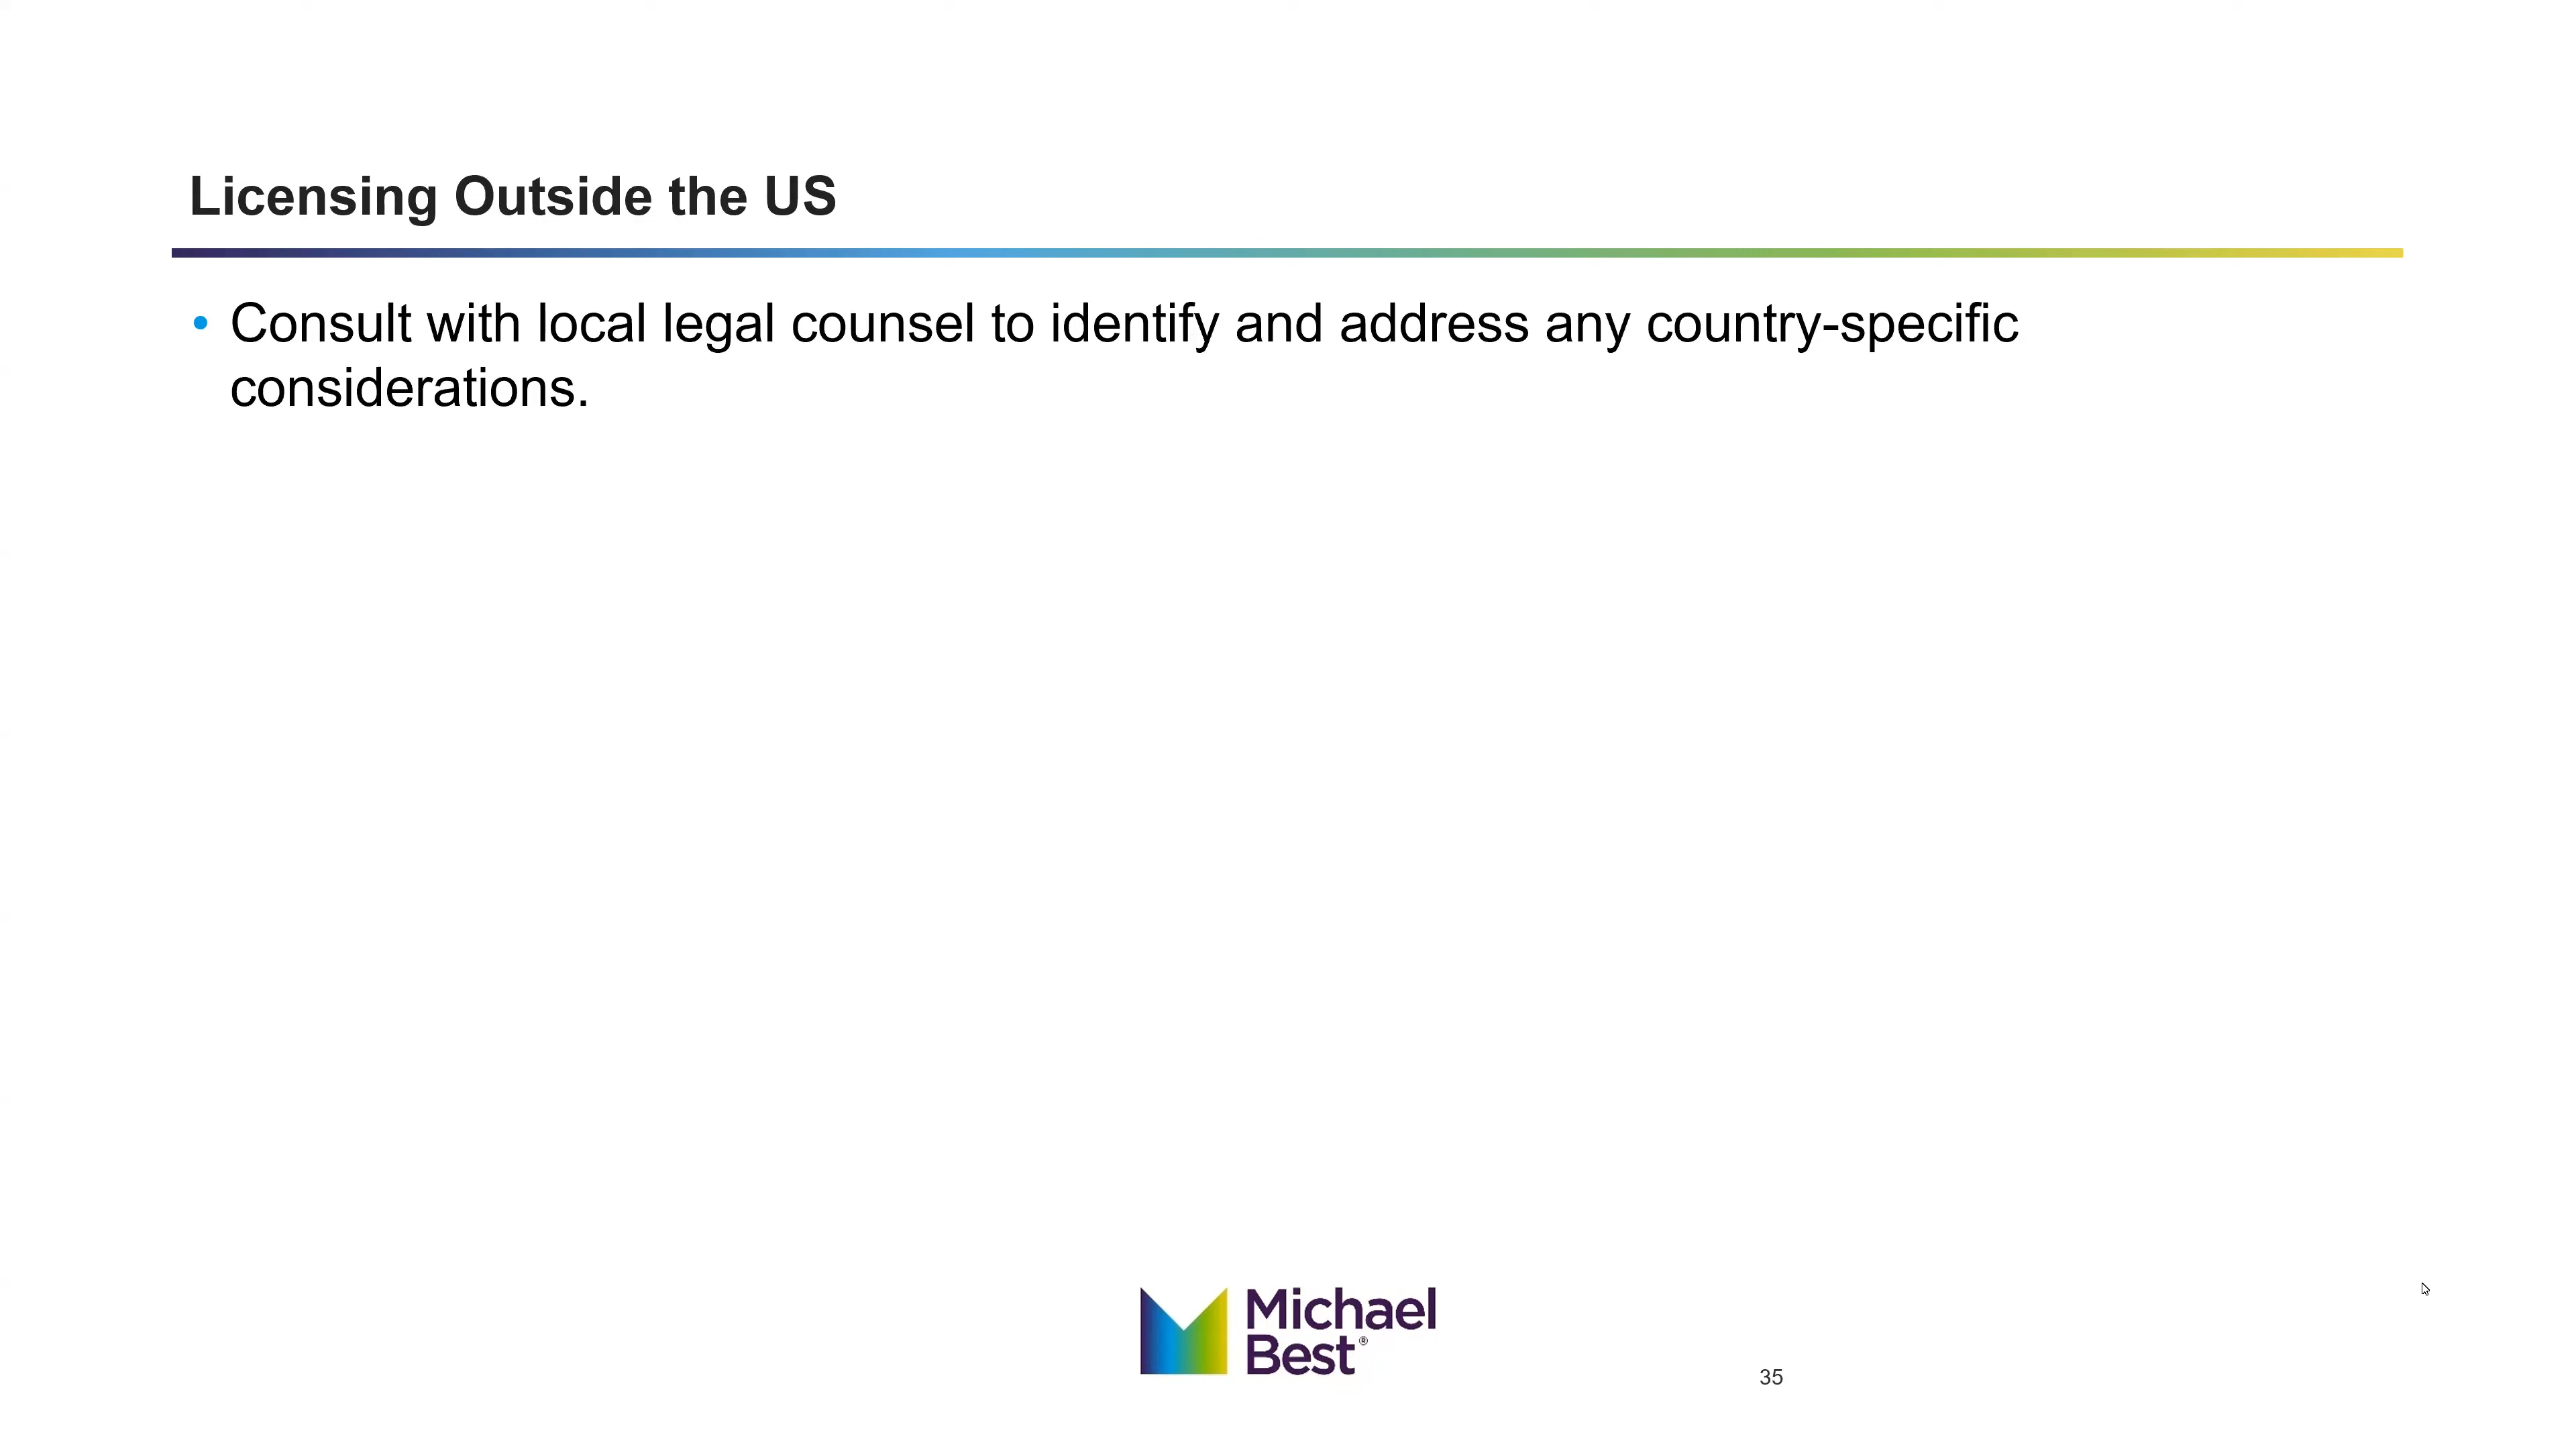 Licensing Outside the US
• Consult with local legal counsel to identify and address any country-specific
considerations.
Michael
Best®
35